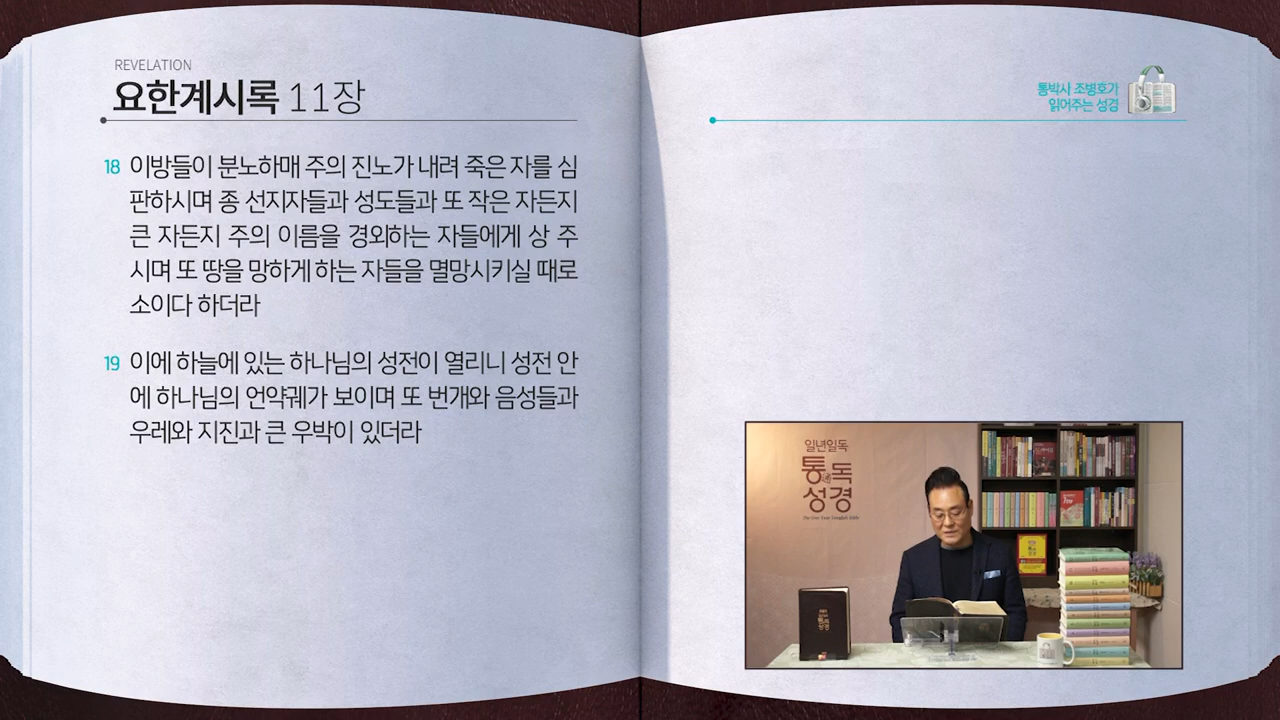 REVELATION
요한계시록 11장
18 이방들이 분노하매 주의 진노가 내려 죽은 자를 심
판하시며 종 선지자들과 성도들과 또 작은 자든지
큰 자든지 주의 이름을 경외하는 자들에게 상 주
시며 또 땅을 망하게 하는 자들을 멸망시키실 때로
소이다 하더라
19 이에 하늘에 있는 하나님의 성전이 열리니 성전 안
에 하나님의 언약궤가 보이며 또 번개와 음성들과
우레와 지진과 큰 우박이 있더라
통박사 조병호가
읽어주는 성경
일년일독
통독
성경
통독
성경